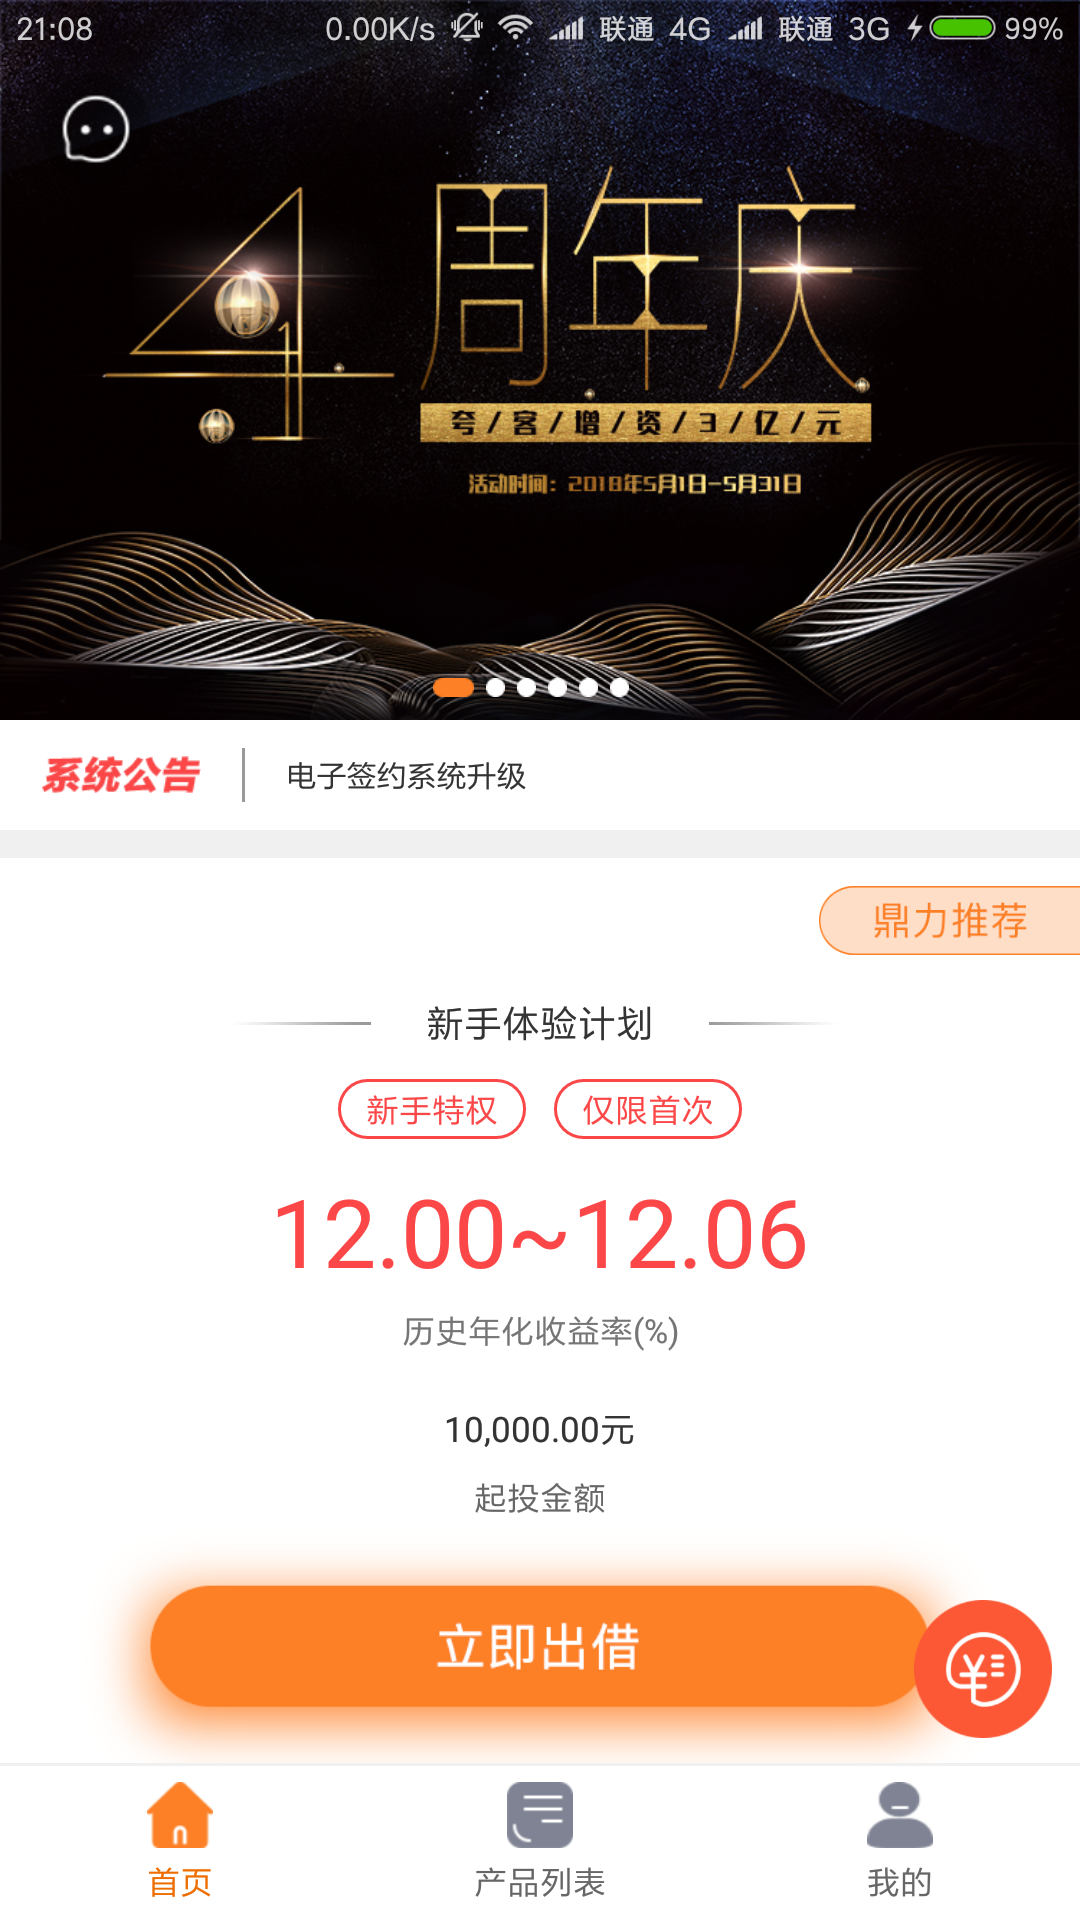 21:08 0.00K/s 联通 4G 联通 3G 99%
4周年庆
夸/客/增/资/3/亿/元
活动时间：2018年5月1日-5月31日
系统公告 电子签约系统升级
鼎力推荐
新手体验计划
新手特权 仅限首次
12.00~12.06
历史年化收益率(%)
10,000.00元
起投金额
立即出借
首页 产品列表 我的